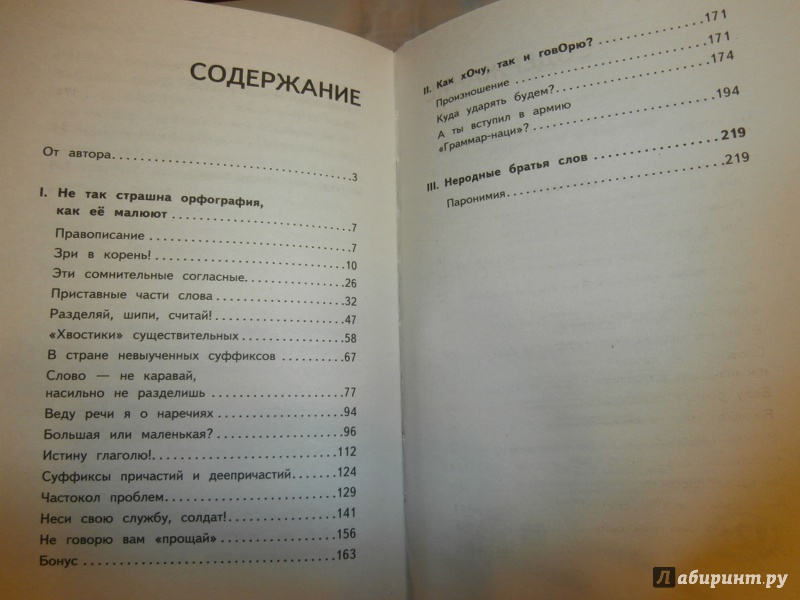 СОДЕРЖАНИЕ
От автора..........................3
I. Не так страшна орфография,
как её малюют..........................7
Правописание..........................7
Зри в корень!..........................10
Эти сомнительные согласные..........................26
Приставные части слова..........................32
Разделяй, шипи, считай!..........................47
«Хвостики» существительных..........................58
В стране невыученных суффиксов..........................67
Слово — не каравай,
насильно не разделишь..........................77
Веду речи я о наречиях..........................94
Большая или маленькая?..........................96
Истину глаголю!..........................112
Суффиксы причастий и деепричастий..........................124
Частокол проблем..........................129
Неси свою службу, солдат!..........................141
Не говорю вам «прощай»..........................156
Бонус..........................163
II. Как хОчу, так и говОрю?..........................171
Произношение..........................171
Куда ударять будем?..........................174
А ты вступил в армию
«Граммар-наци»?..........................194
III. Неродные братья слов..........................219
Паронимия..........................219
Лабиринт.ру